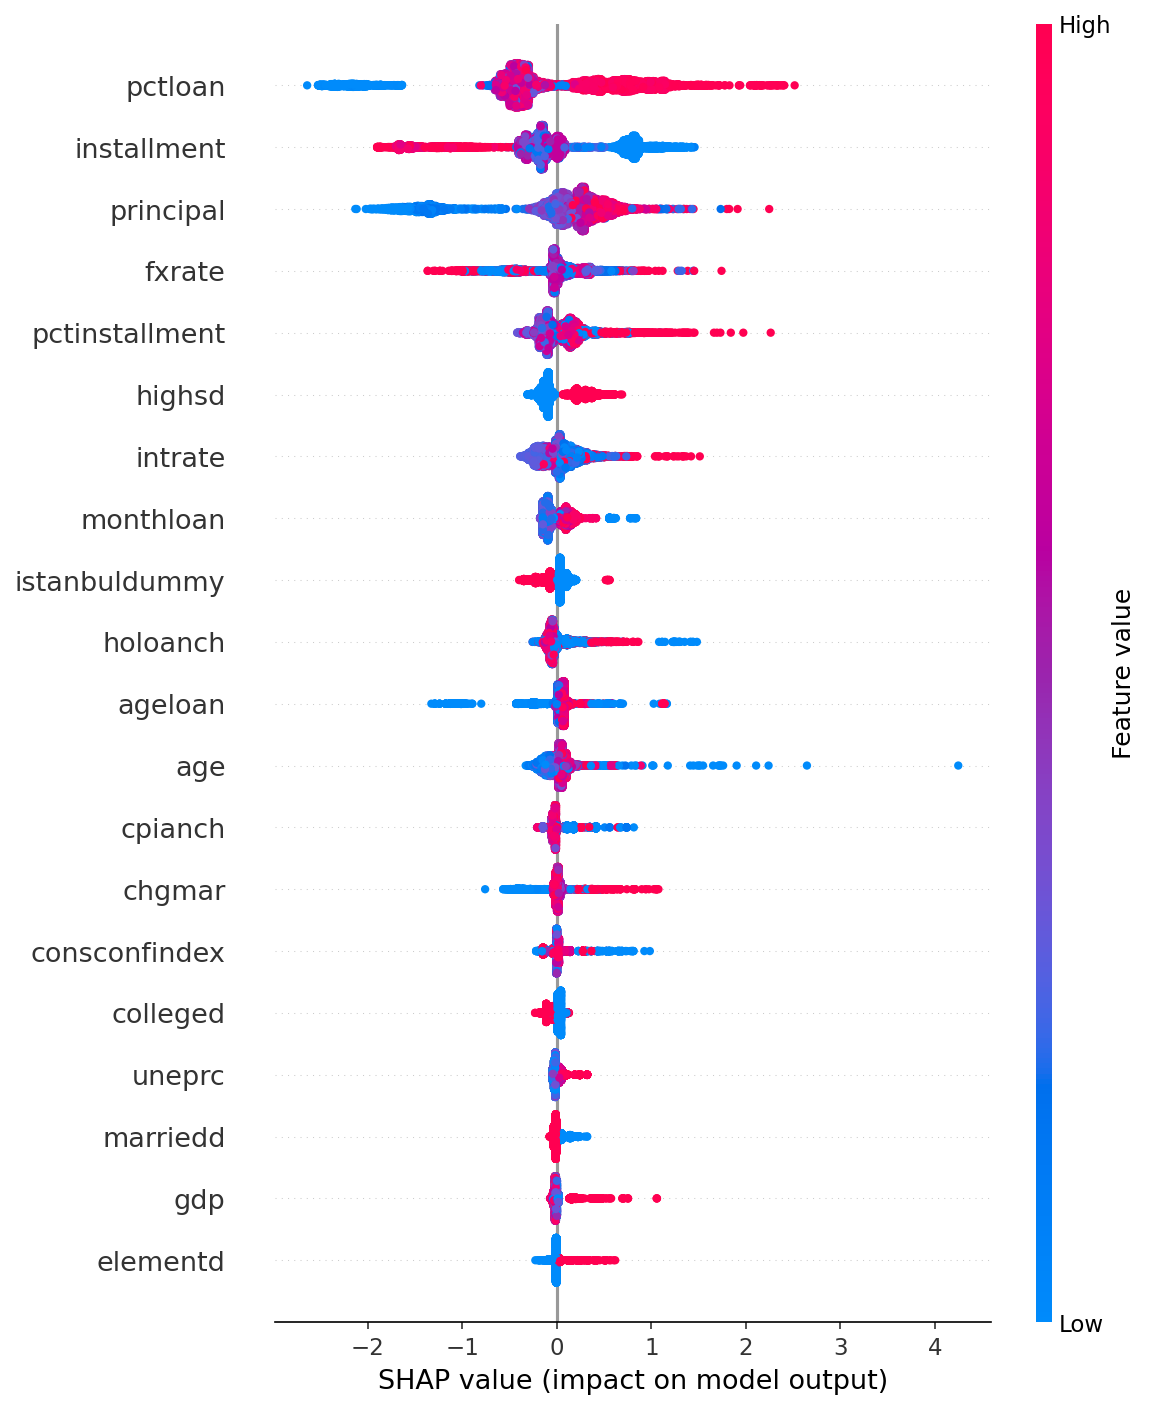 High
pctloan
installment
principal
fxrate
pctinstallment
highsd
intrate
monthloan
istanbuldummy
holoanch
ageloan
age
cpianch
chgmar
consconfindex
colleged
uneprc
marriedd
gdp
elementd
Feature value
Low
−2 −1 0 1 2 3 4
SHAP value (impact on model output)